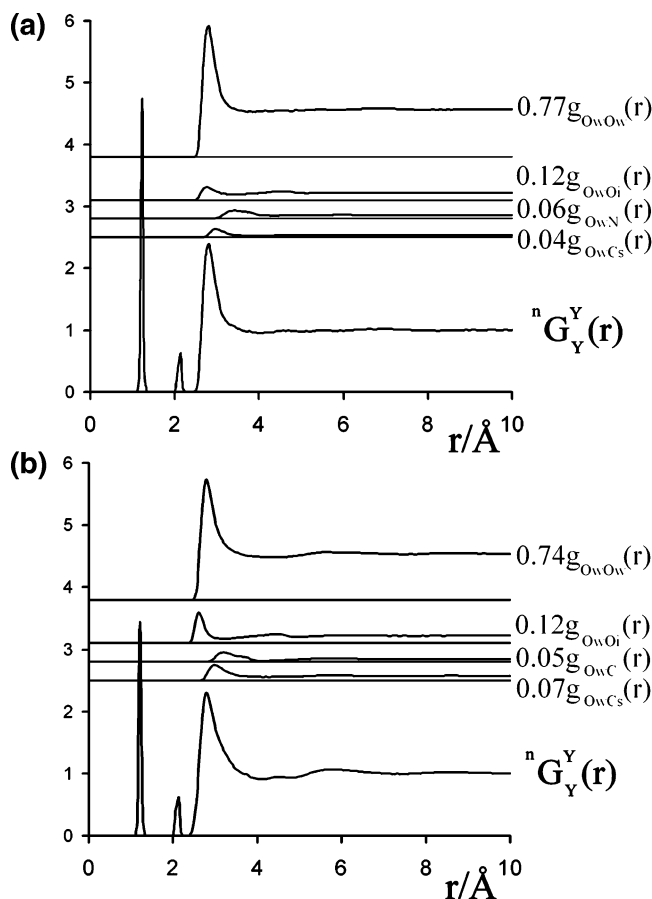 (a)
6
5
4
3
2
1
0
0.77g_OwOw(r)
0.12g_OwOi(r)
0.06g_OwN(r)
0.04g_OwCs(r)
ⁿG_Y^Y(r)
0 2 4 6 8 10
r/Å
(b)
6
5
4
3
2
1
0
0.74g_OwOw(r)
0.12g_OwOi(r)
0.05g_OwC(r)
0.07g_OwCs(r)
ⁿG_Y^Y(r)
0 2 4 6 8 10
r/Å